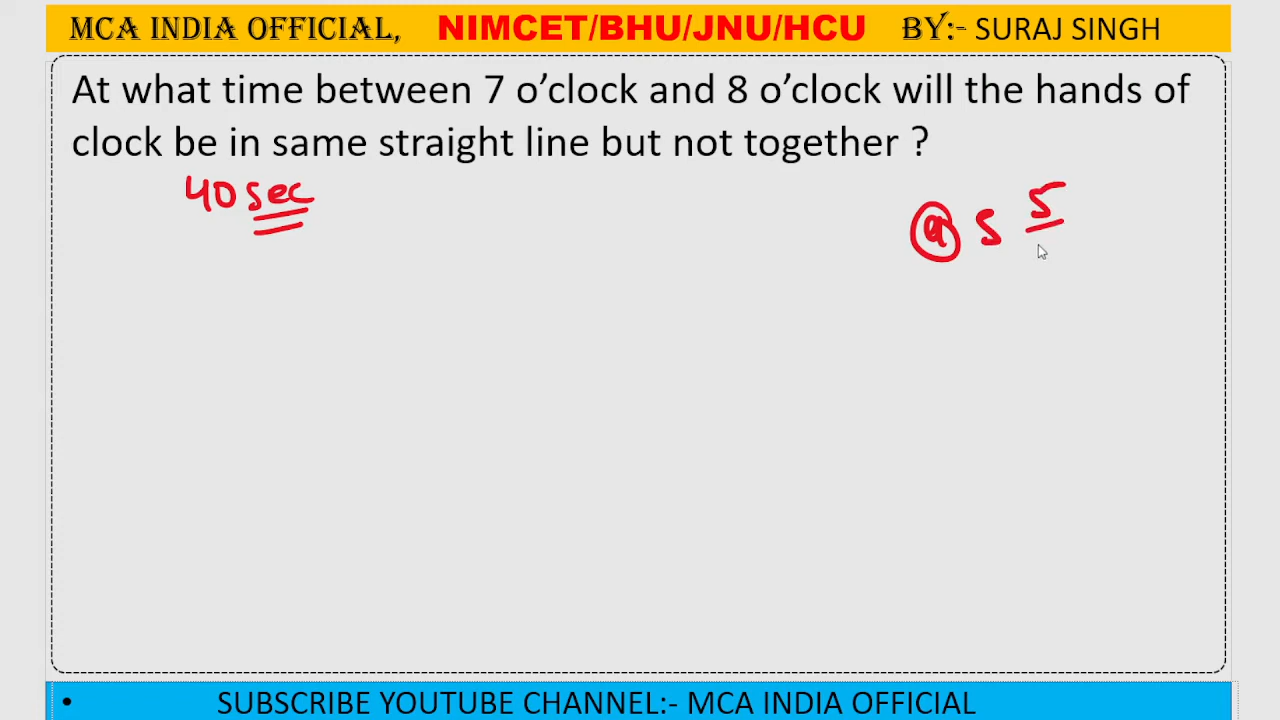 MCA INDIA OFFICIAL, NIMCET/BHU/JNU/HCU BY:- SURAJ SINGH
At what time between 7 o’clock and 8 o’clock will the hands of
clock be in same straight line but not together ?
40 sec
a 5 5
• SUBSCRIBE YOUTUBE CHANNEL:- MCA INDIA OFFICIAL